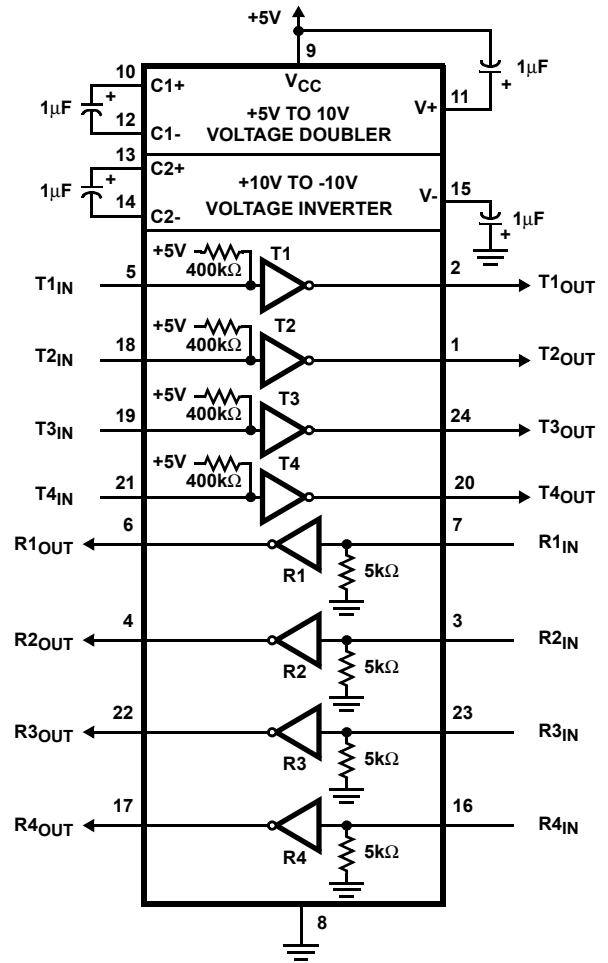 +5V
9
10
1μF
+
C1+
12
C1-
VCC
+5V TO 10V
VOLTAGE DOUBLER
V+
11
+
1μF
13
1μF
+
C2+
14
C2-
+10V TO -10V
VOLTAGE INVERTER
V-
15
1μF
+
T1IN
5
+5V
400kΩ
T1
2
T1OUT
T2IN
18
+5V
400kΩ
T2
1
T2OUT
T3IN
19
+5V
400kΩ
T3
24
T3OUT
T4IN
21
+5V
400kΩ
T4
20
T4OUT
R1OUT
6
R1
5kΩ
7
R1IN
R2OUT
4
R2
5kΩ
3
R2IN
R3OUT
22
R3
5kΩ
23
R3IN
R4OUT
17
R4
5kΩ
16
R4IN
8